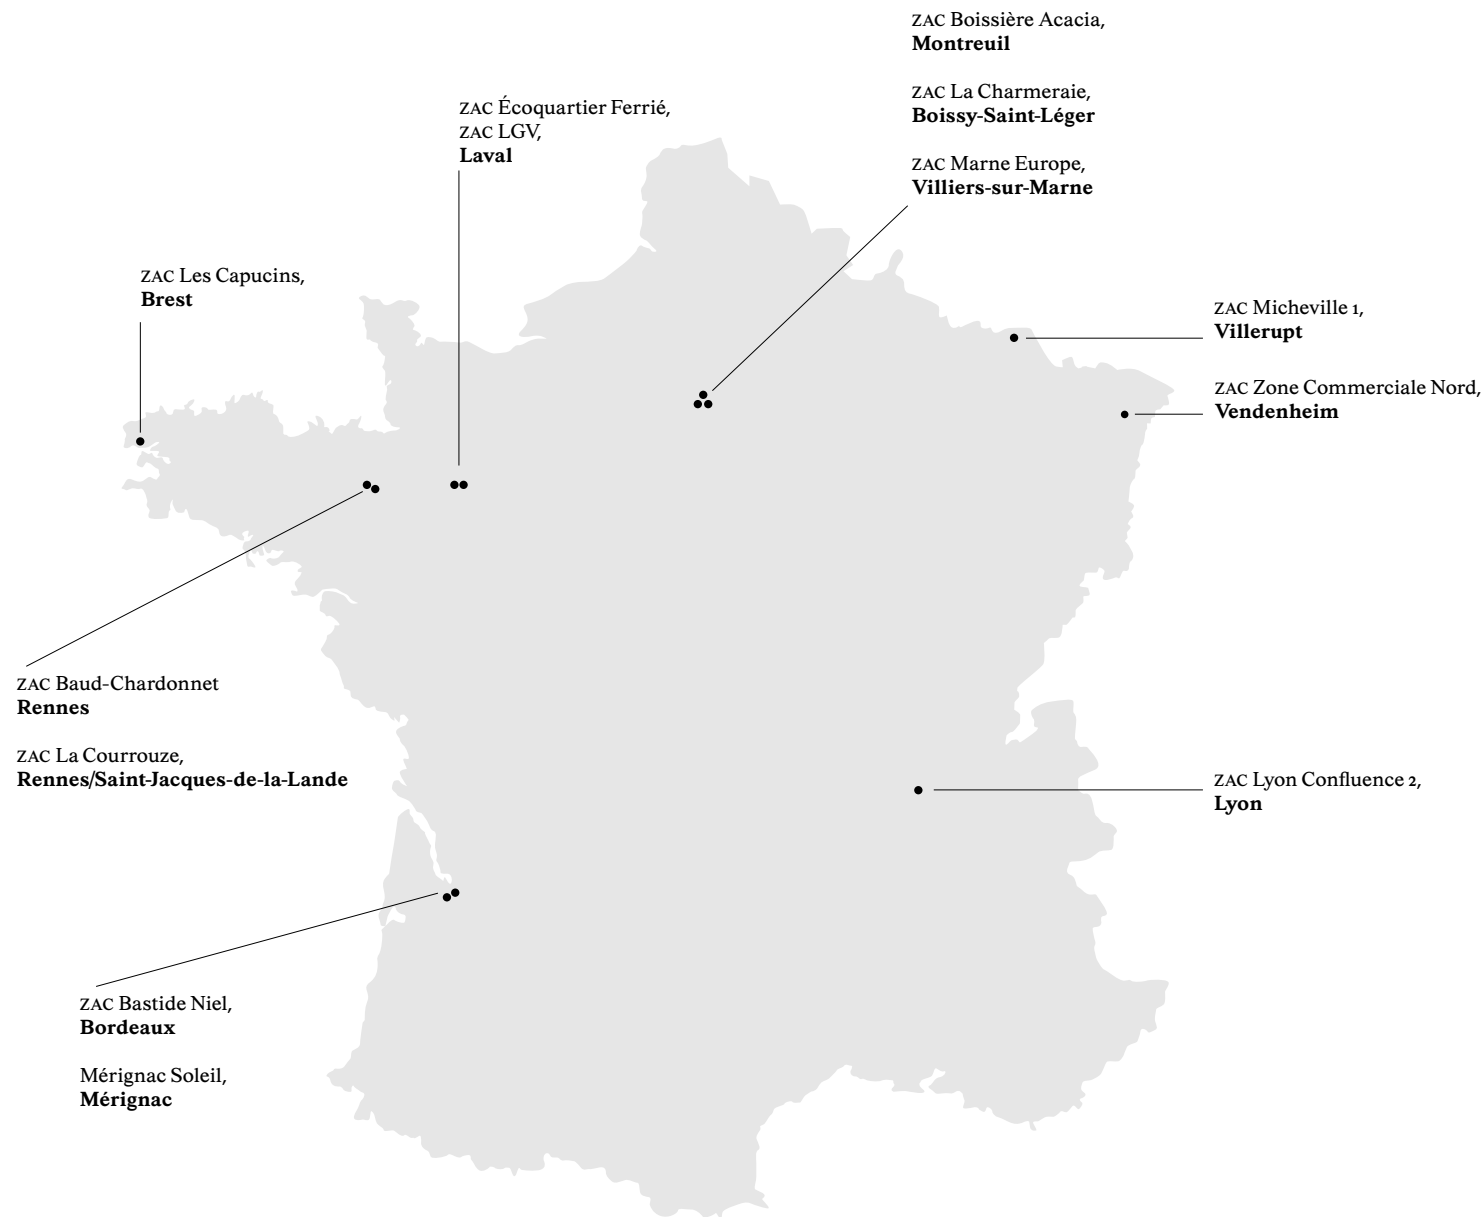 ZAC Boissière Acacia,
Montreuil
ZAC La Charmeraie,
Boissy-Saint-Léger
ZAC Marne Europe,
Villiers-sur-Marne
ZAC Écoquartier Ferrié,
ZAC LGV,
Laval
ZAC Les Capucins,
Brest
ZAC Micheville 1,
Villerupt
ZAC Zone Commerciale Nord,
Vendenheim
ZAC Baud-Chardonnet
Rennes
ZAC La Courrouze,
Rennes/Saint-Jacques-de-la-Lande
ZAC Lyon Confluence 2,
Lyon
ZAC Bastide Niel,
Bordeaux
Mérignac Soleil,
Mérignac